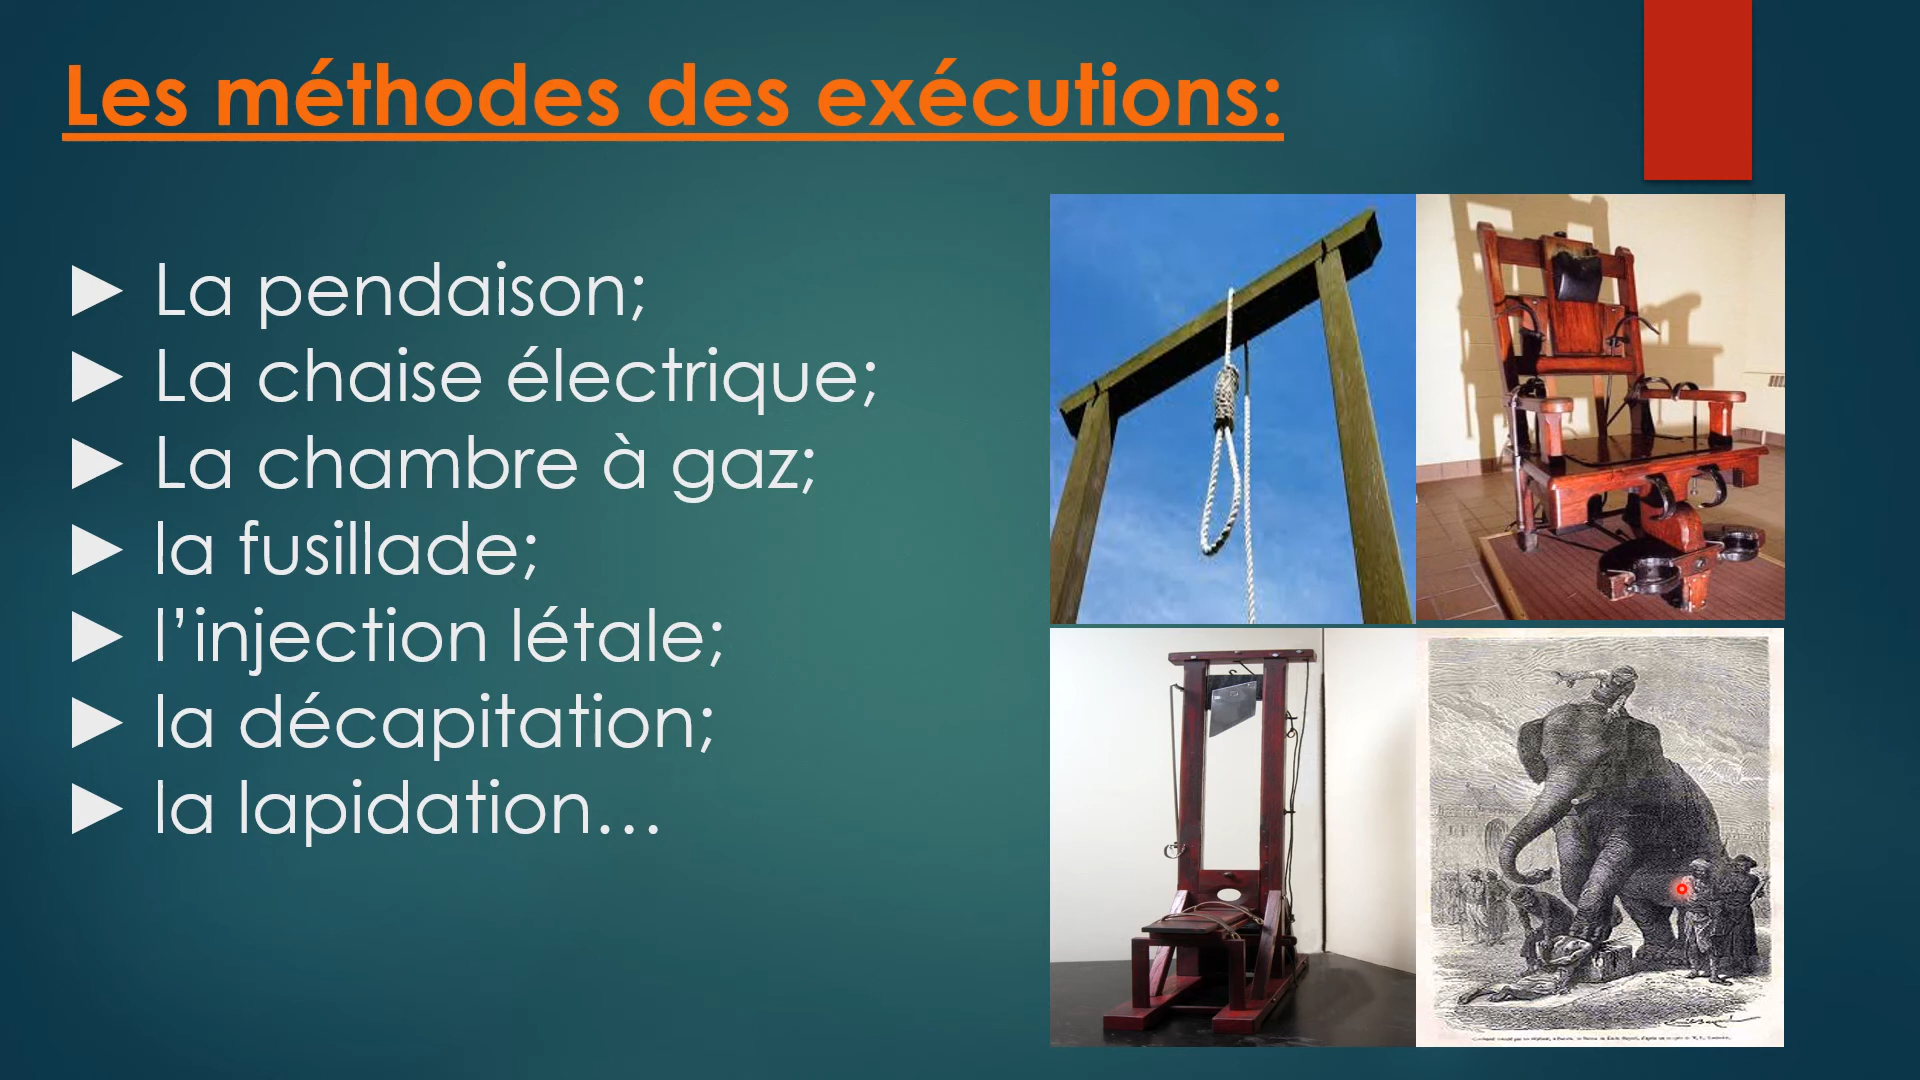 Les méthodes des exécutions:
► La pendaison;
► La chaise électrique;
► La chambre à gaz;
► la fusillade;
► l’injection létale;
► la décapitation;
► la lapidation…